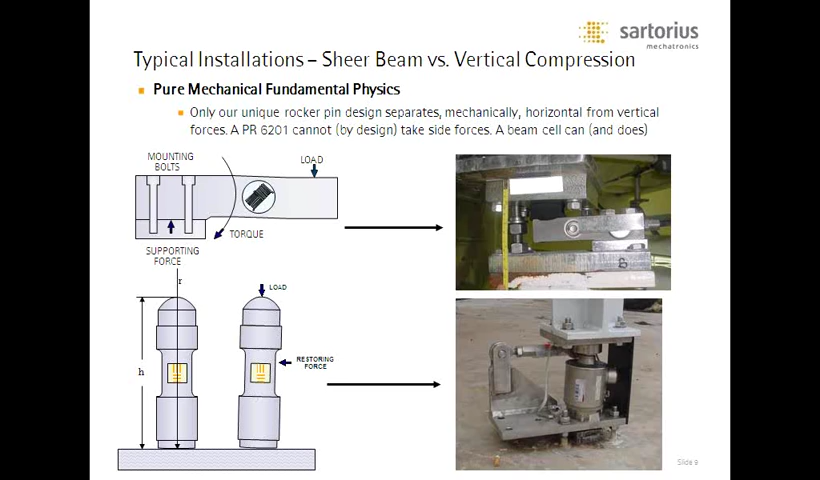 sartorius
mechatronics
Typical Installations – Sheer Beam vs. Vertical Compression
Pure Mechanical Fundamental Physics
Only our unique rocker pin design separates, mechanically, horizontal from vertical
forces. A PR 6201 cannot (by design) take side forces. A beam cell can (and does)
MOUNTING
BOLTS
LOAD
TORQUE
SUPPORTING
FORCE
r
LOAD
RESTORING
FORCE
h
Slide 8